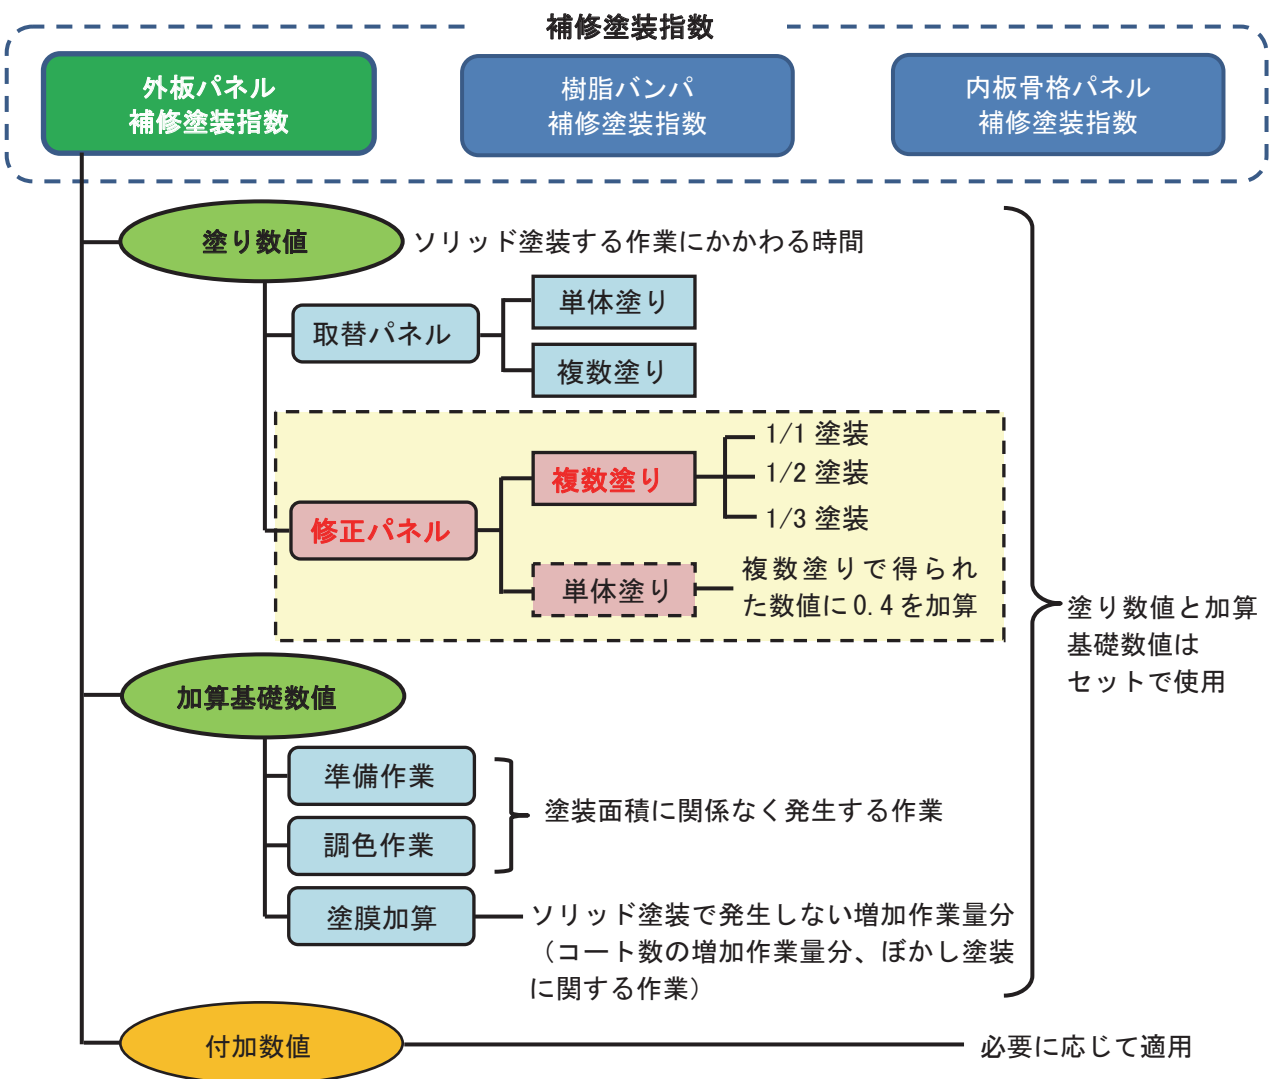 補修塗装指数
外板パネル
補修塗装指数
樹脂バンパ
補修塗装指数
内板骨格パネル
補修塗装指数
塗り数値
ソリッド塗装する作業にかかわる時間
取替パネル
単体塗り
複数塗り
修正パネル
複数塗り
1/1 塗装
1/2 塗装
1/3 塗装
単体塗り
複数塗りで得られ
た数値に0.4を加算
塗り数値と加算
基礎数値は
セットで使用
加算基礎数値
準備作業
調色作業
塗装面積に関係なく発生する作業
塗膜加算
ソリッド塗装で発生しない増加作業量分
（コート数の増加作業量分、ぼかし塗装
に関する作業）
付加数値
必要に応じて適用